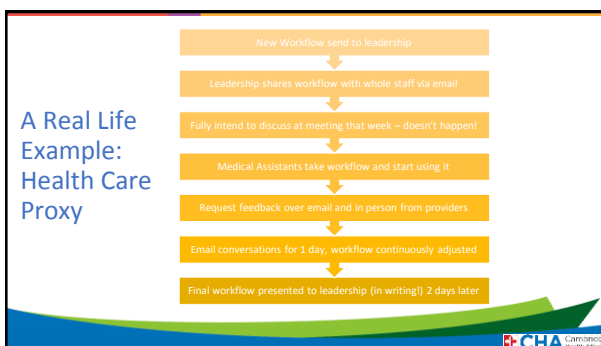 New Workflow send to leadership
Leadership shares workflow with whole staff via email
Fully intend to discuss at meeting that week – doesn't happen!
Medical Assistants take workflow and start using it
Request feedback over email and in person from providers
Email conversations for 1 day, workflow continuously adjusted
Final workflow presented to leadership (in writing!) 2 days later
A Real Life
Example:
Health Care
Proxy
CHA